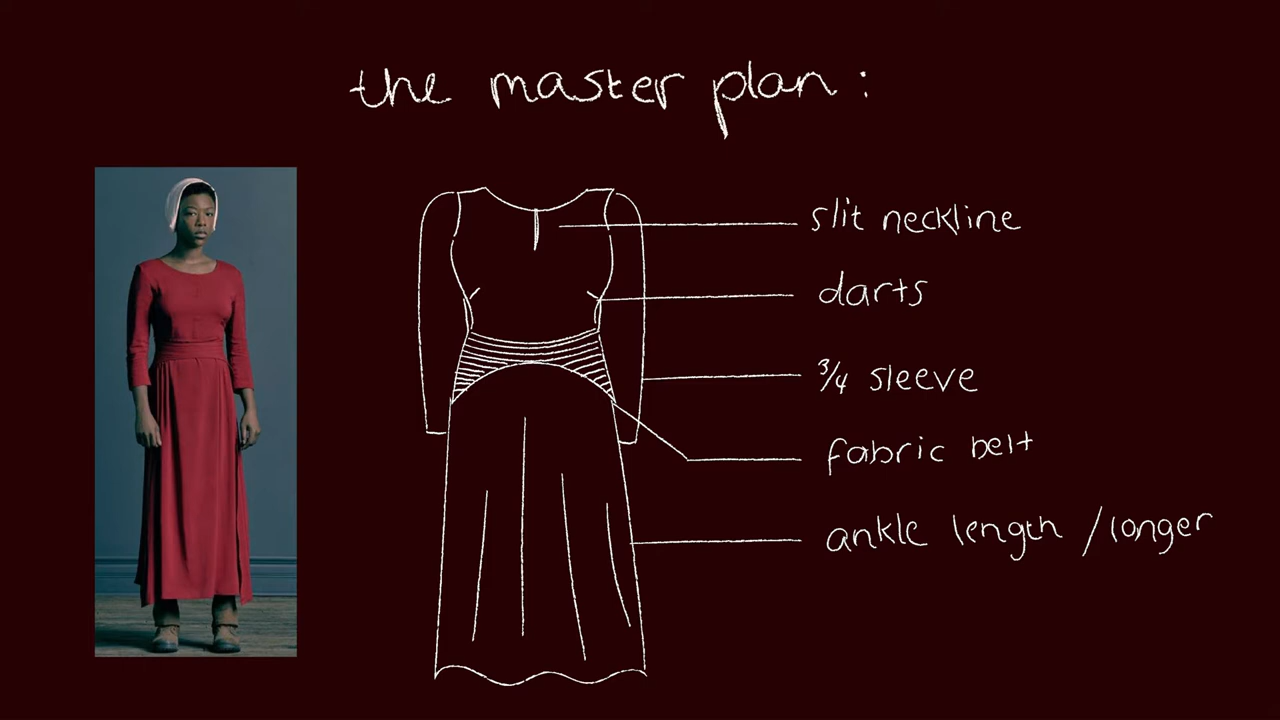 the master plan:
slit neckline
darts
3/4 sleeve
fabric belt
ankle length /longer